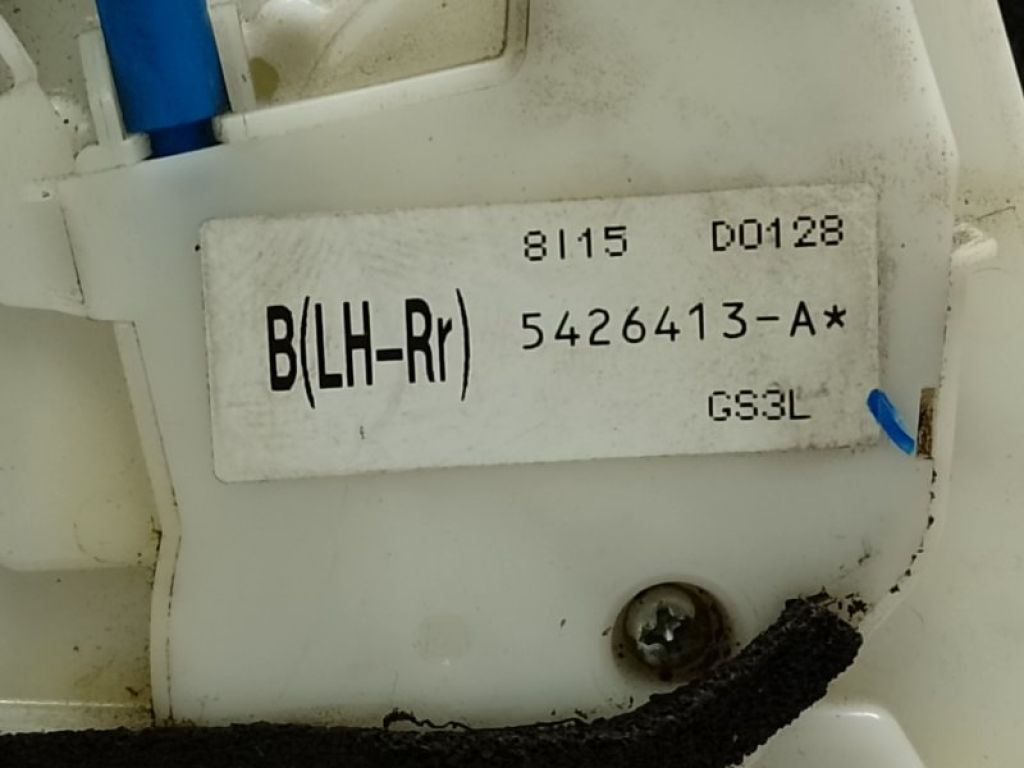 8I15 D0128
B(LH-Rr) 5426413-A*
GS3L